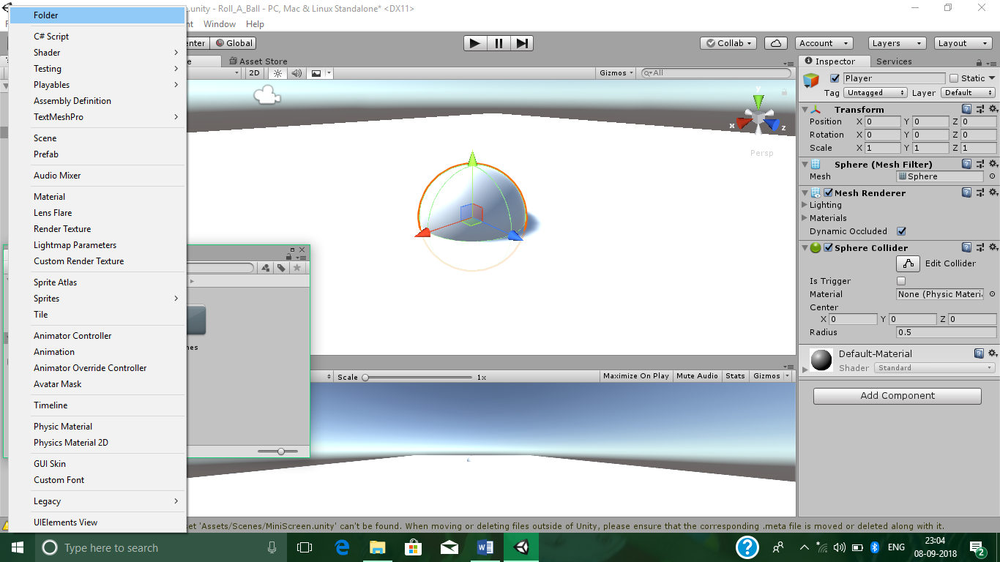 .unity - Roll_A_Ball - PC, Mac & Linux Standalone* <DX11>
Window Help
Folder
C# Script
Shader
Testing
Playables
Assembly Definition
TextMeshPro
Scene
Prefab
Audio Mixer
Material
Lens Flare
Render Texture
Lightmap Parameters
Custom Render Texture
Sprite Atlas
Sprites
Tile
Animator Controller
Animation
Animator Override Controller
Avatar Mask
Timeline
Physic Material
Physics Material 2D
GUI Skin
Custom Font
Legacy
UIElements View
enter Global
Collab Account Layers Layout
Asset Store
2D Gizmos All
y
x z
Persp
nes
Scale 1x Maximize On Play Mute Audio Stats Gizmos
Inspector Services
Player Static
Tag Untagged Layer Default
Transform
Position X 0 Y 0 Z 0
Rotation X 0 Y 0 Z 0
Scale X 1 Y 1 Z 1
Sphere (Mesh Filter)
Mesh Sphere
Mesh Renderer
Lighting
Materials
Dynamic Occluded
Sphere Collider
Edit Collider
Is Trigger
Material None (Physic Materi
Center
X 0 Y 0 Z 0
Radius 0.5
Default-Material
Shader Standard
Add Component
set 'Assets/Scenes/MiniScreen.unity' can't be found. When moving or deleting files outside of Unity, please ensure that the corresponding .meta file is moved or deleted along with it.
Type here to search
ENG
23:04
08-09-2018
2